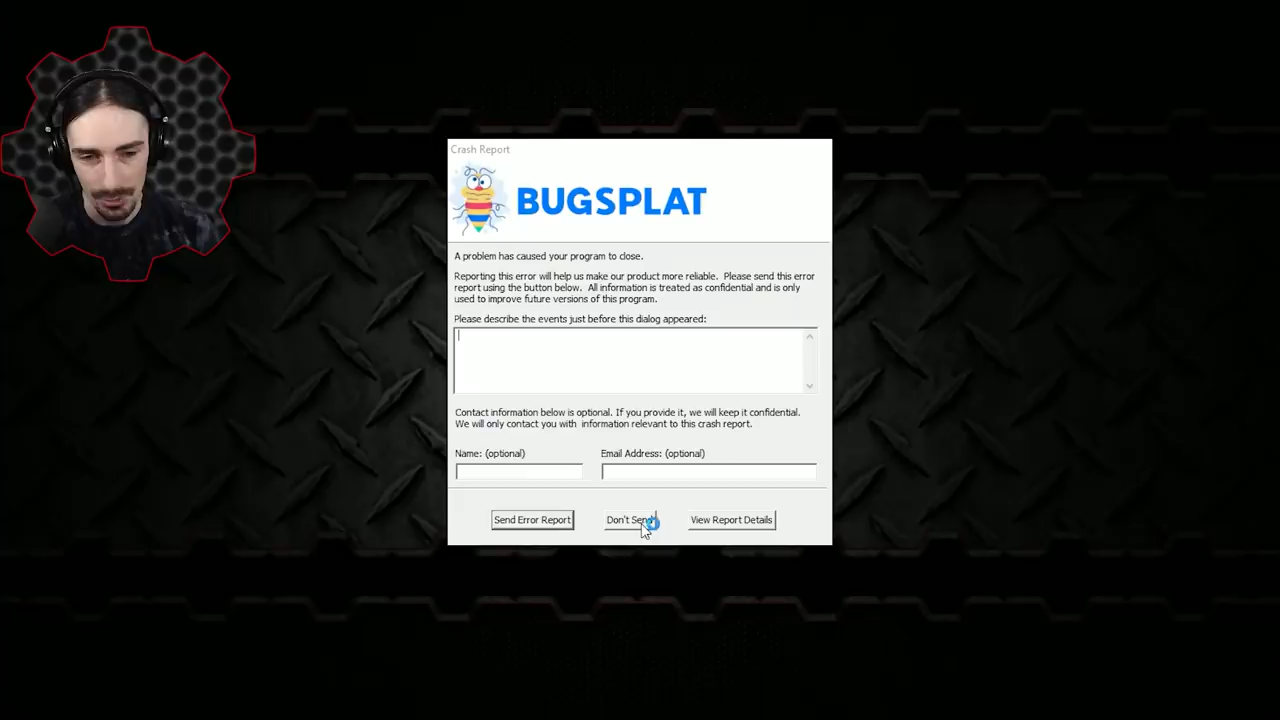 Crash Report
BUGSPLAT
A problem has caused your program to close.
Reporting this error will help us make our product more reliable. Please send this error
report using the button below. All information is treated as confidential and is only
used to improve future versions of this program.
Please describe the events just before this dialog appeared:
Contact information below is optional. If you provide it, we will keep it confidential.
We will only contact you with information relevant to this crash report.
Name: (optional) Email Address: (optional)
Send Error Report Don't Send View Report Details